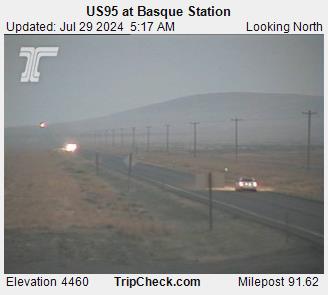 US95 at Basque Station
Updated: Jul 29 2024 5:17 AM Looking North
Elevation 4460 TripCheck.com Milepost 91.62